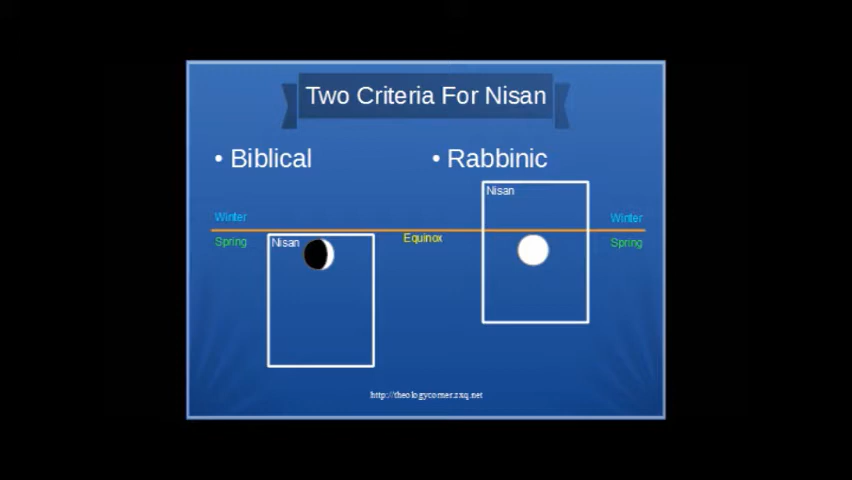 Two Criteria For Nisan
• Biblical
• Rabbinic
Nisan
Winter
Winter
Equinox
Spring
Nisan
Spring
http://theologycorner.zxq.net